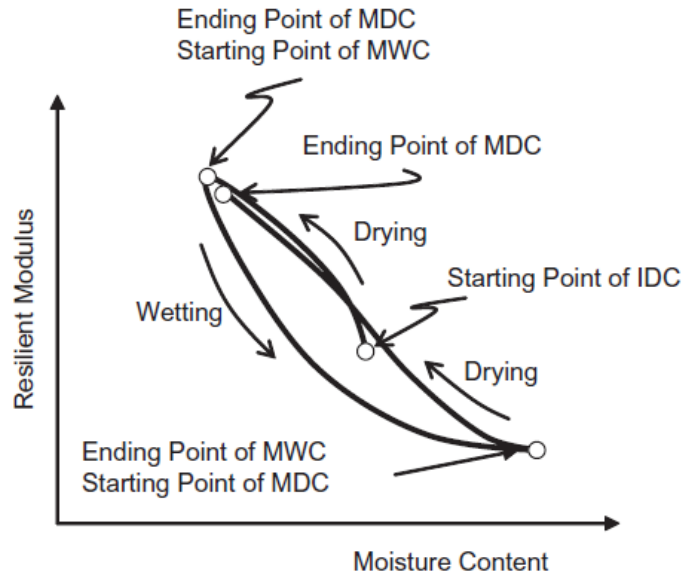 Ending Point of MDC
Starting Point of MWC
Ending Point of MDC
Drying
Starting Point of IDC
Wetting
Drying
Resilient Modulus
Ending Point of MWC
Starting Point of MDC
Moisture Content